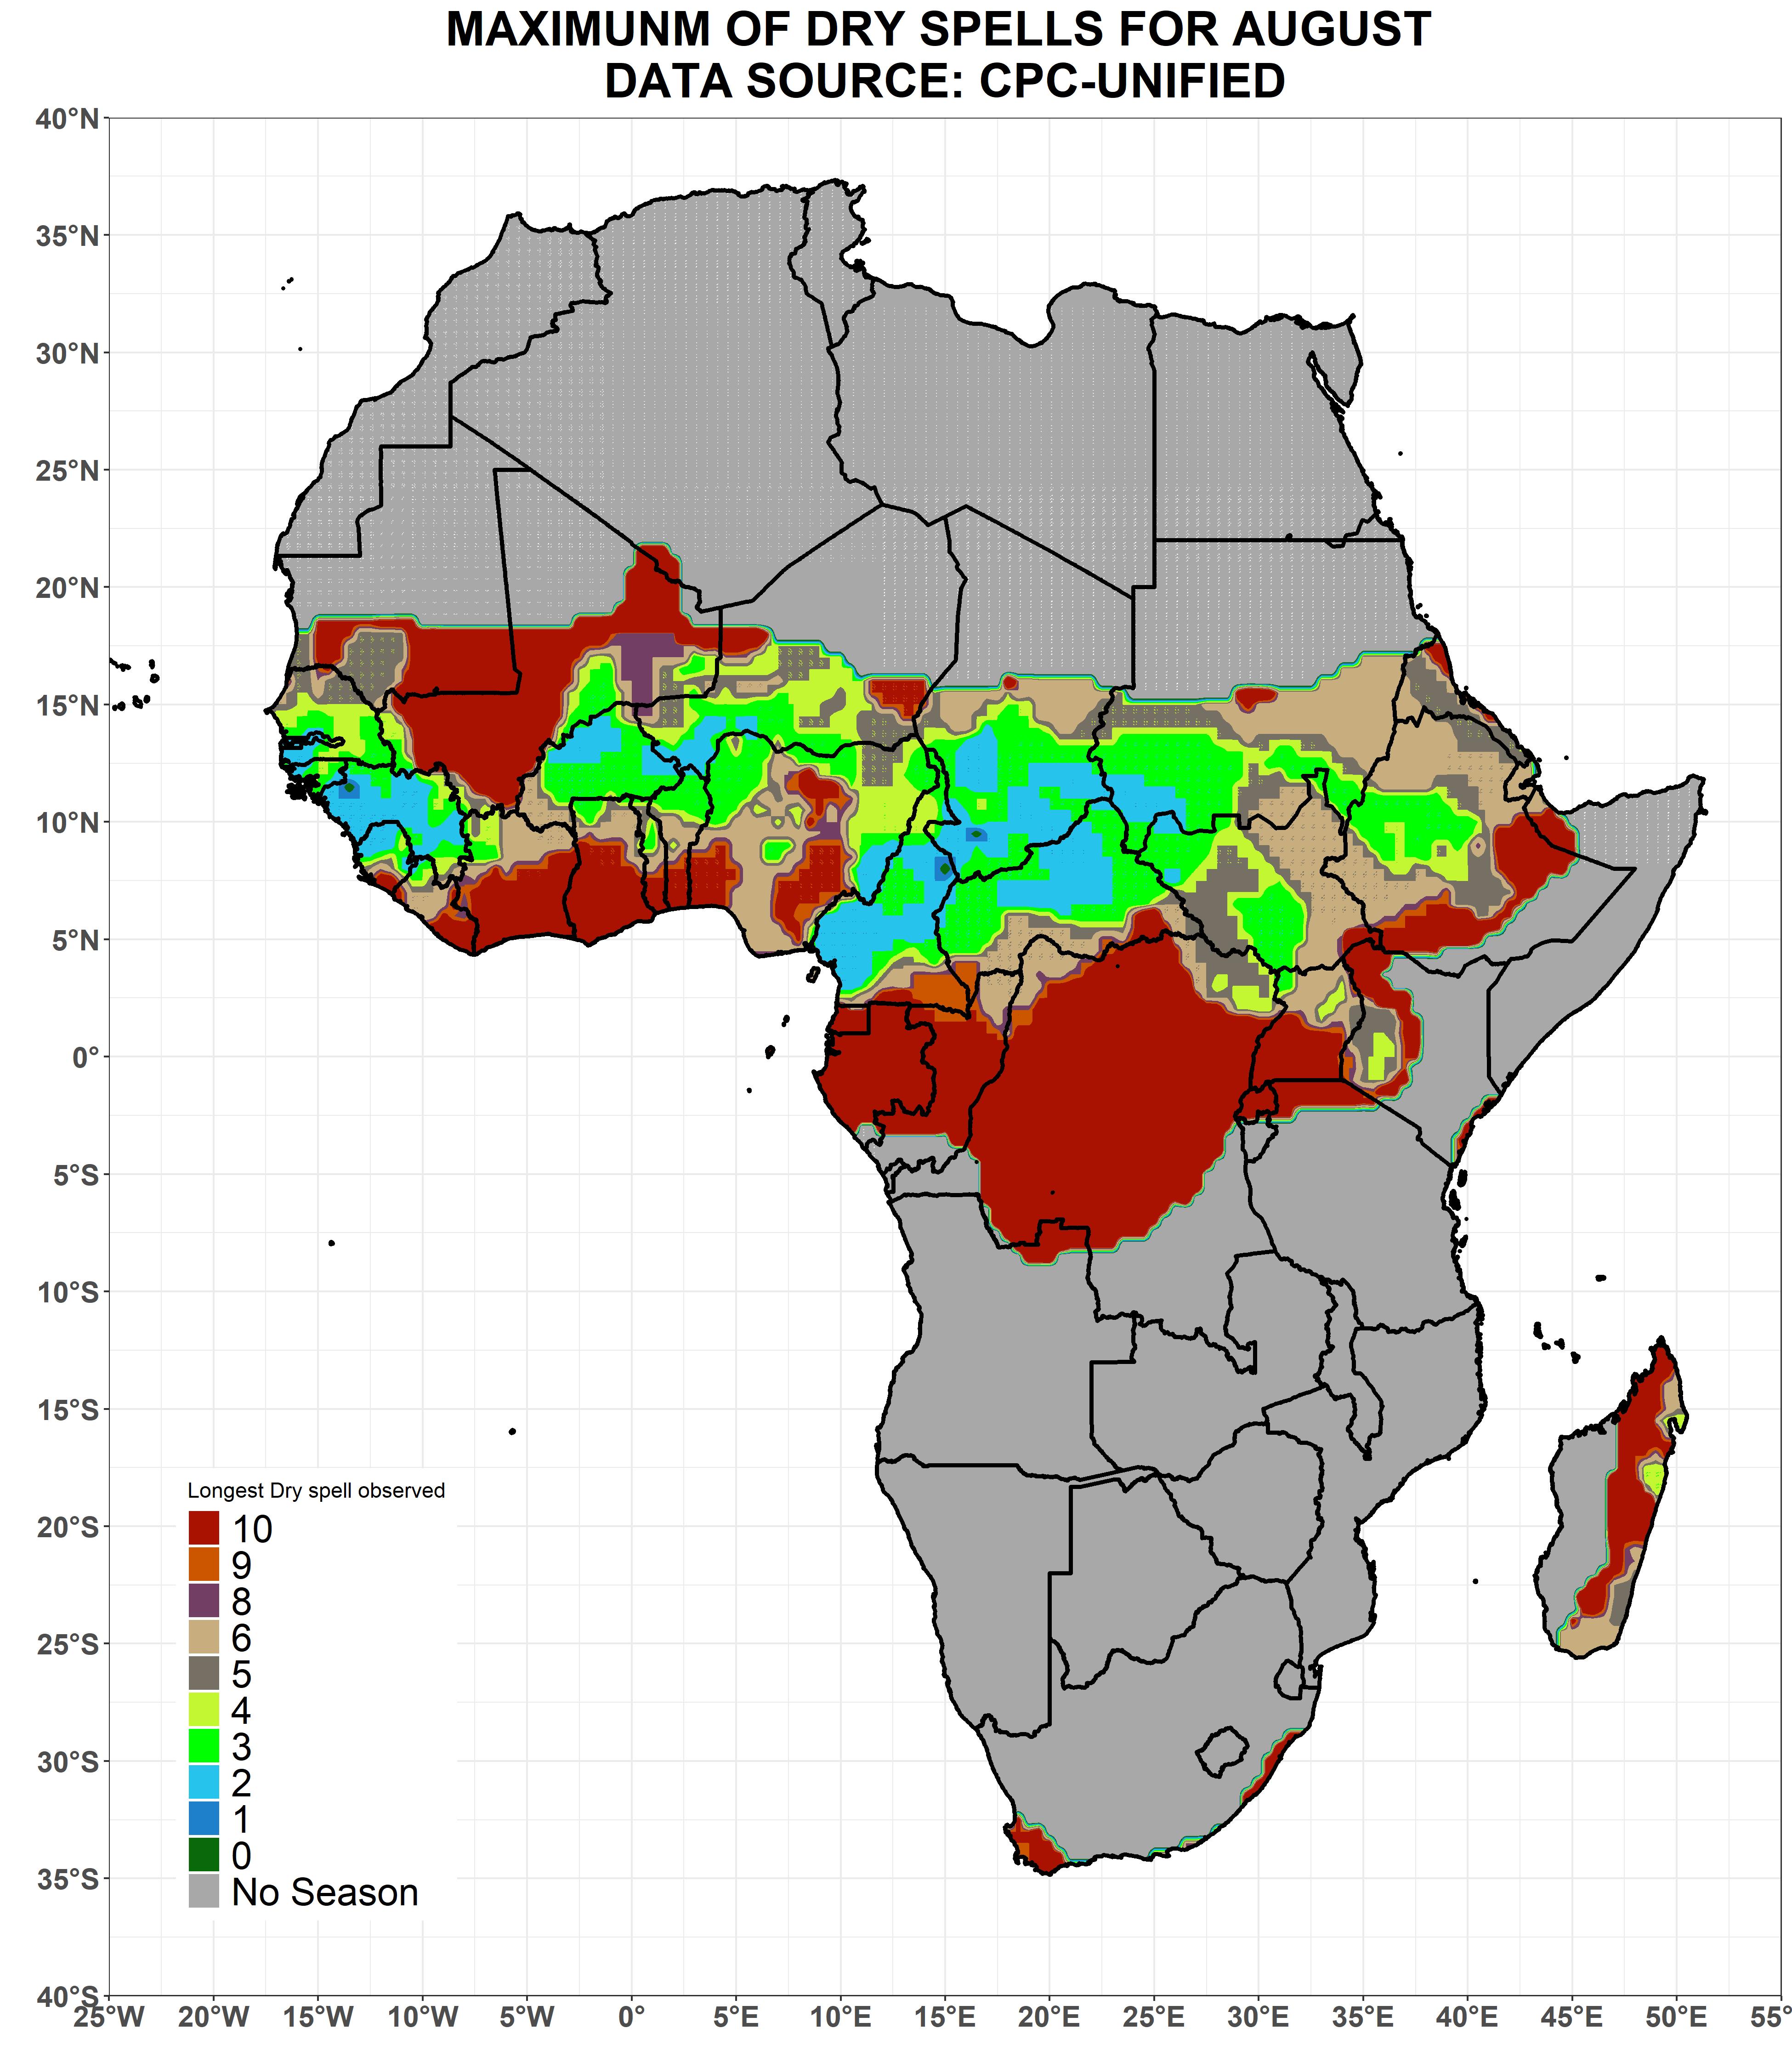 MAXIMUNM OF DRY SPELLS FOR AUGUST
DATA SOURCE: CPC-UNIFIED
40°N
35°N
30°N
25°N
20°N
15°N
10°N
5°N
0°
5°S
10°S
15°S
20°S
25°S
30°S
35°S
40°S
Longest Dry spell observed
10
9
8
6
5
4
3
2
1
0
No Season
25°W 20°W 15°W 10°W 5°W 0° 5°E 10°E 15°E 20°E 25°E 30°E 35°E 40°E 45°E 50°E 55°